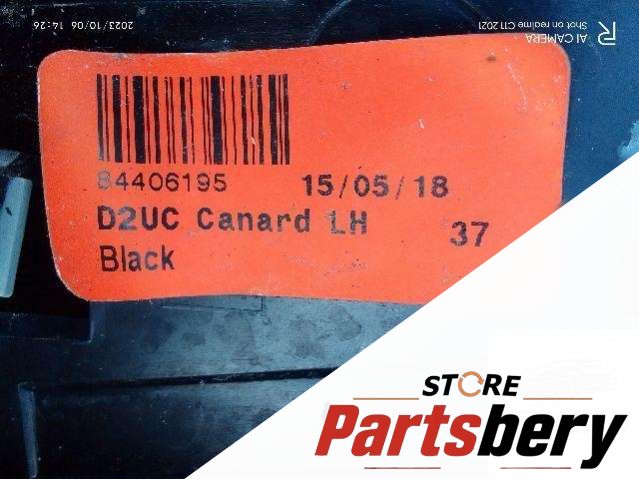 2023/10/06 14:26
AI CAMERA
Shot on realme C11 2021
84406195
15/05/18
D2UC Canard LH
37
Black
STORE
Partsbery